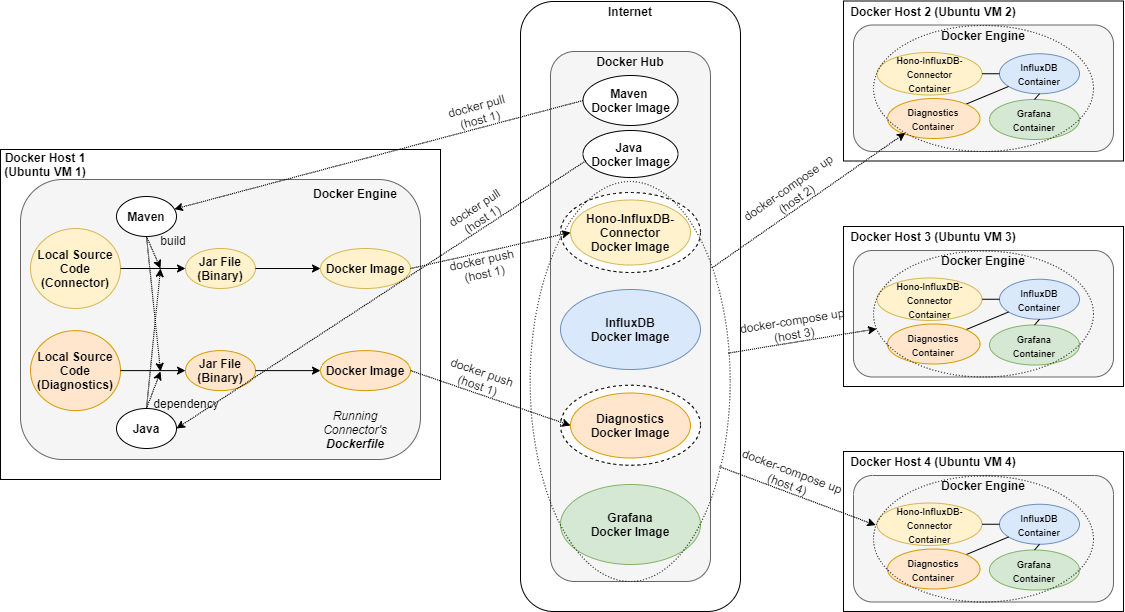 Internet
Docker Hub
Maven
Docker Image
Java
Docker Image
Hono-InfluxDB-
Connector
Docker Image
InfluxDB
Docker Image
Diagnostics
Docker Image
Grafana
Docker Image
docker pull
(host 1)
docker pull
(host 1)
docker push
(host 1)
docker push
(host 1)
Docker Host 1
(Ubuntu VM 1)
Docker Engine
Maven
build
Local Source
Code
(Connector)
Jar File
(Binary)
Docker Image
Local Source
Code
(Diagnostics)
Jar File
(Binary)
Docker Image
dependency
Java
Running
Connector's
Dockerfile
docker-compose up
(host 2)
docker-compose up
(host 3)
docker-compose up
(host 4)
Docker Host 2 (Ubuntu VM 2)
Docker Engine
Hono-InfluxDB-
Connector
Container
InfluxDB
Container
Diagnostics
Container
Grafana
Container
Docker Host 3 (Ubuntu VM 3)
Docker Engine
Hono-InfluxDB-
Connector
Container
InfluxDB
Container
Diagnostics
Container
Grafana
Container
Docker Host 4 (Ubuntu VM 4)
Docker Engine
Hono-InfluxDB-
Connector
Container
InfluxDB
Container
Diagnostics
Container
Grafana
Container